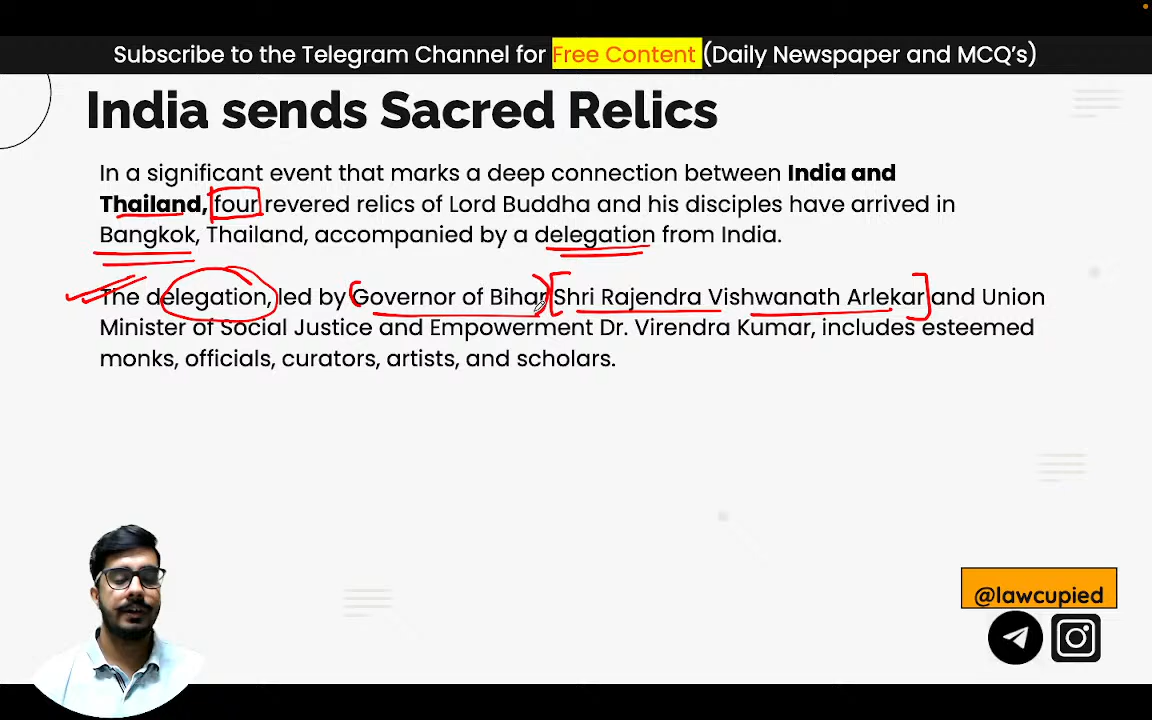 Subscribe to the Telegram Channel for Free Content (Daily Newspaper and MCQ's)
India sends Sacred Relics
In a significant event that marks a deep connection between India and
Thailand, four revered relics of Lord Buddha and his disciples have arrived in
Bangkok, Thailand, accompanied by a delegation from India.
The delegation, led by Governor of Bihar Shri Rajendra Vishwanath Arlekar and Union
Minister of Social Justice and Empowerment Dr. Virendra Kumar, includes esteemed
monks, officials, curators, artists, and scholars.
@lawcupied